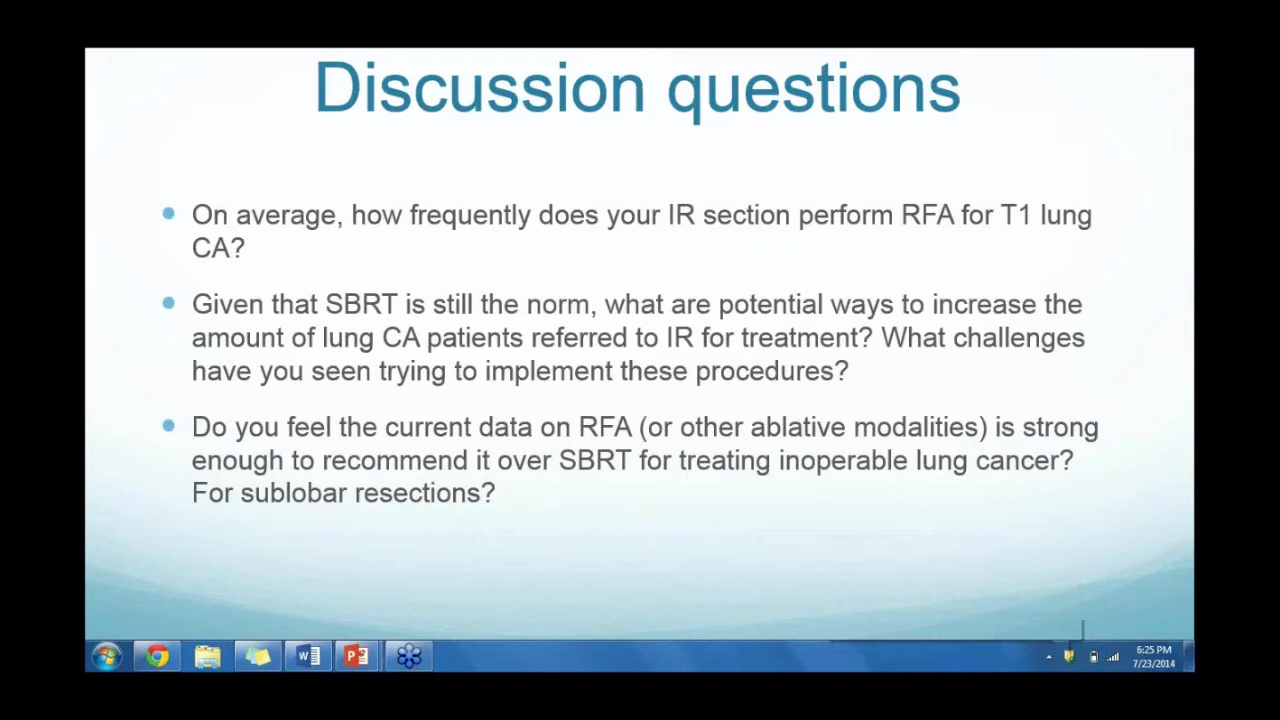 Discussion questions
On average, how frequently does your IR section perform RFA for T1 lung
CA?
Given that SBRT is still the norm, what are potential ways to increase the
amount of lung CA patients referred to IR for treatment? What challenges
have you seen trying to implement these procedures?
Do you feel the current data on RFA (or other ablative modalities) is strong
enough to recommend it over SBRT for treating inoperable lung cancer?
For sublobar resections?
6:25 PM
7/23/2014